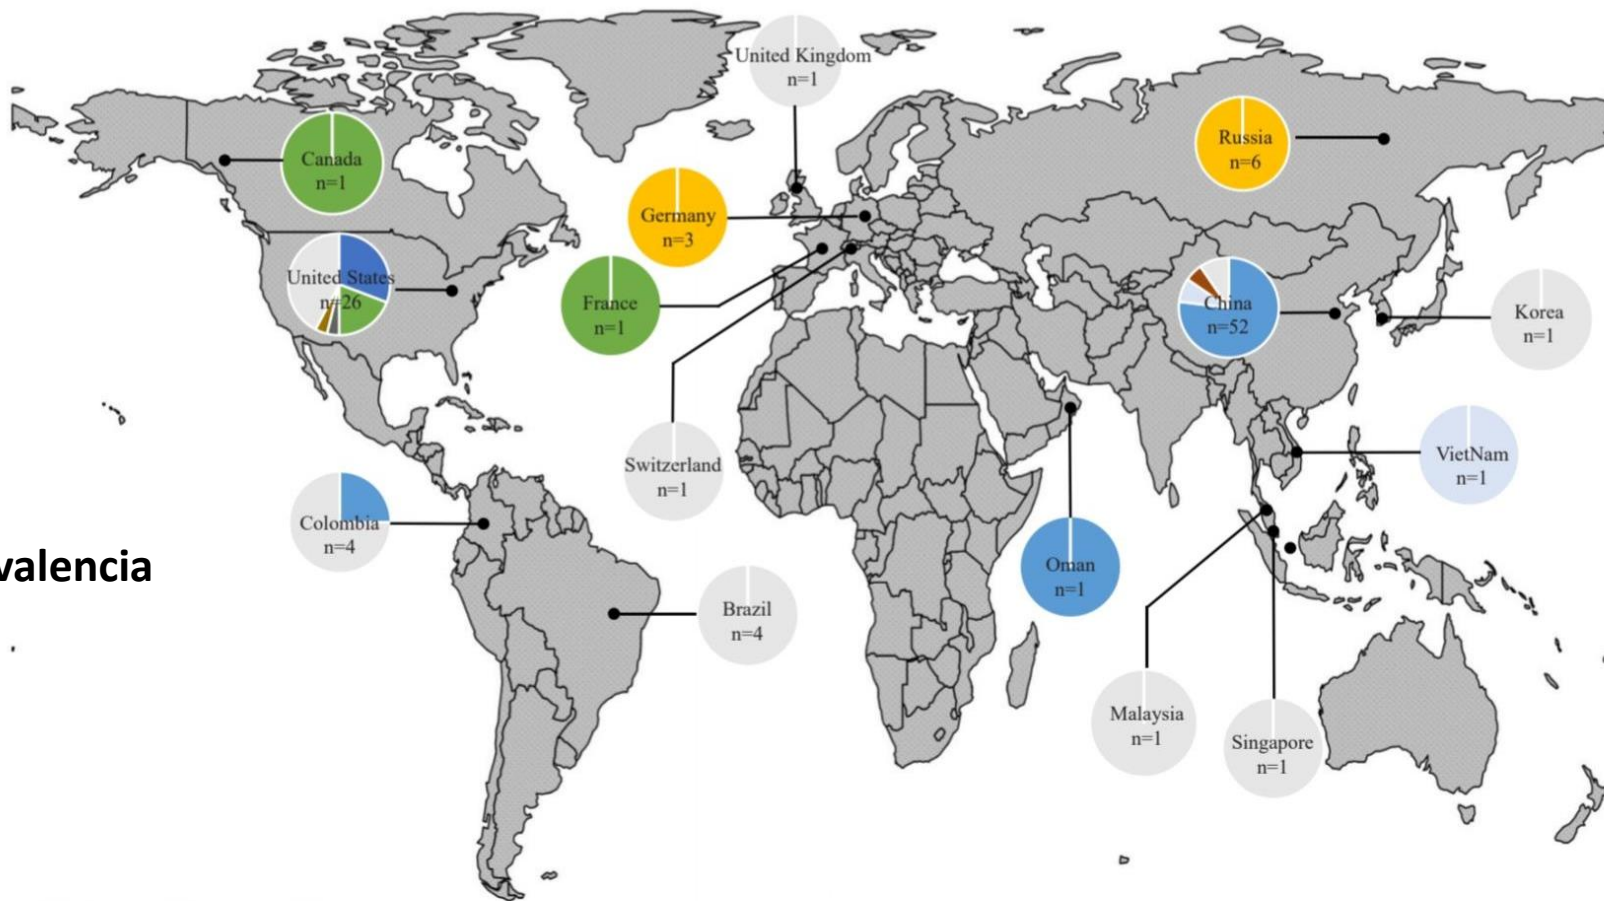 United Kingdom
n=1
Canada
n=1
Russia
n=6
Germany
n=3
United States
n=26
France
n=1
China
n=52
Korea
n=1
Switzerland
n=1
VietNam
n=1
Colombia
n=4
valencia
Oman
n=1
Brazil
n=4
Malaysia
n=1
Singapore
n=1